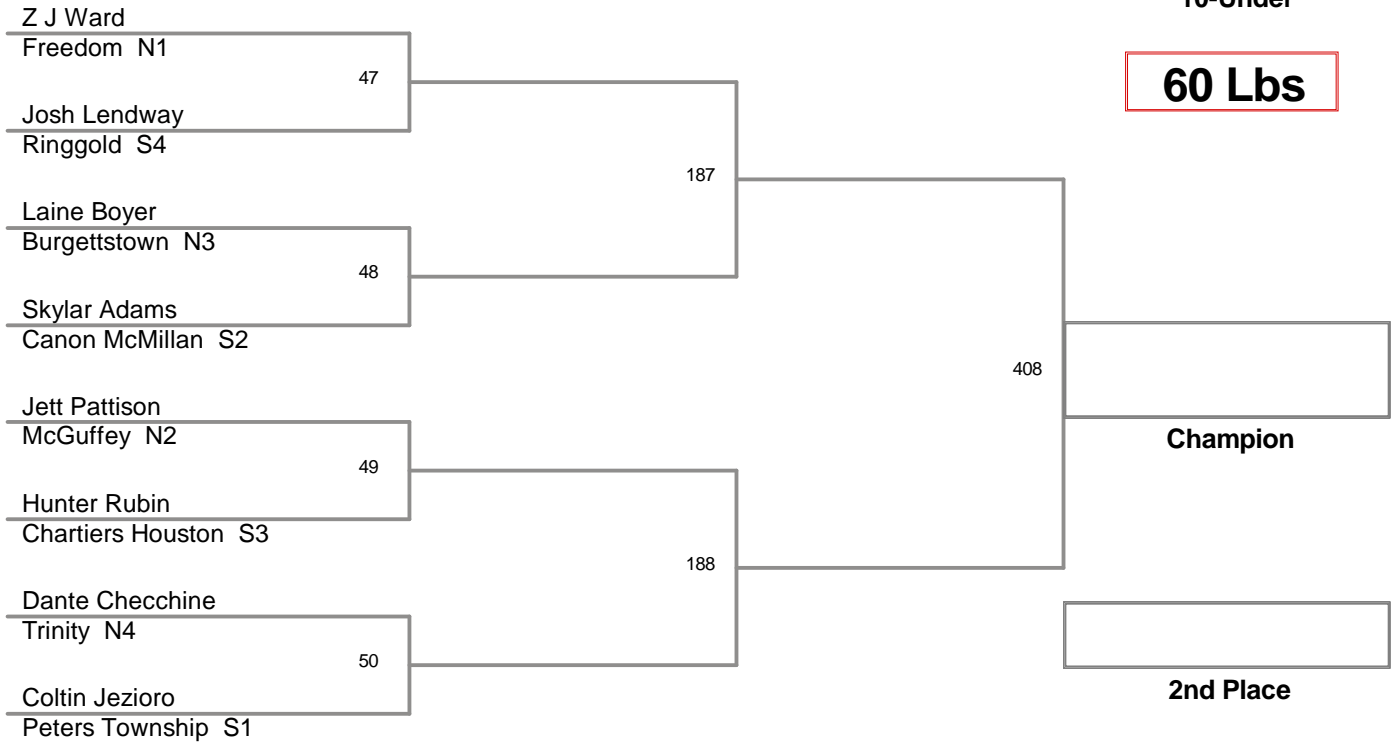 10-Under
60 Lbs
Z J Ward
Freedom N1
47
Josh Lendway
Ringgold S4
187
Laine Boyer
Burgettstown N3
48
Skylar Adams
Canon McMillan S2
408
Champion
Jett Pattison
McGuffey N2
49
Hunter Rubin
Chartiers Houston S3
188
Dante Checchine
Trinity N4
50
Coltin Jezioro
Peters Township S1
2nd Place